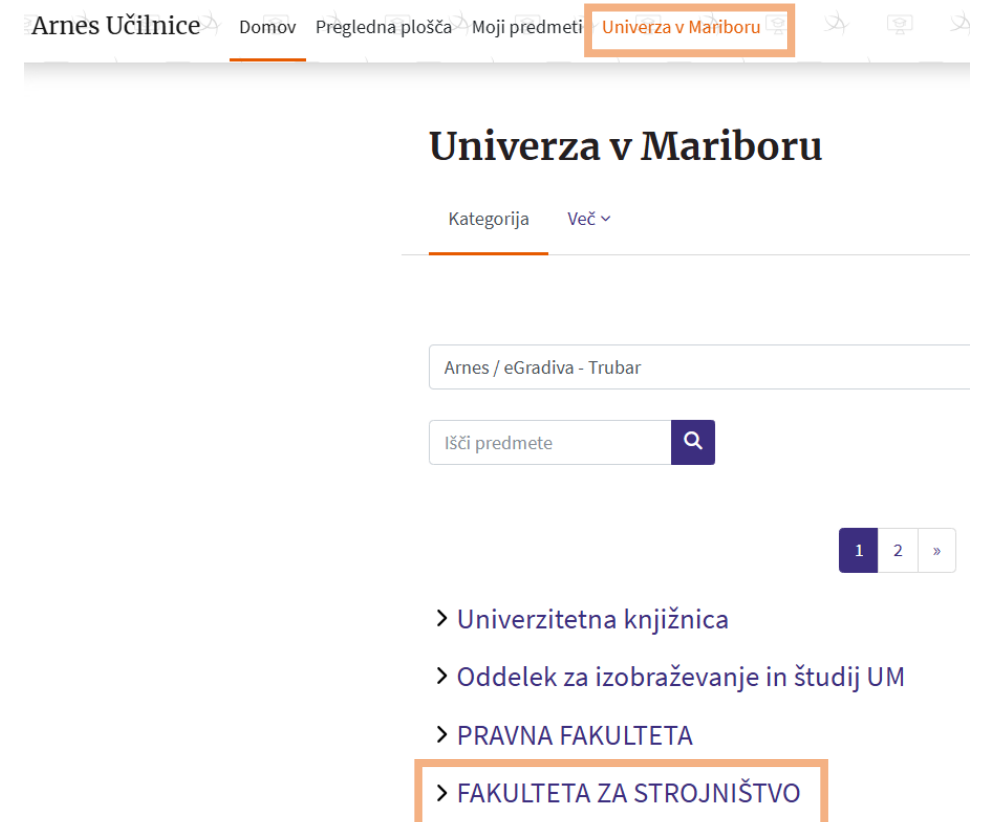 Arnes Učilnice Domov Pregledna plošča Moji predmeti Univerza v Mariboru
Univerza v Mariboru
Kategorija Več
Arnes / eGradiva - Trubar
Išči predmete
1 2 »
Univerzitetna knjižnica
Oddelek za izobraževanje in študij UM
PRAVNA FAKULTETA
FAKULTETA ZA STROJNIŠTVO